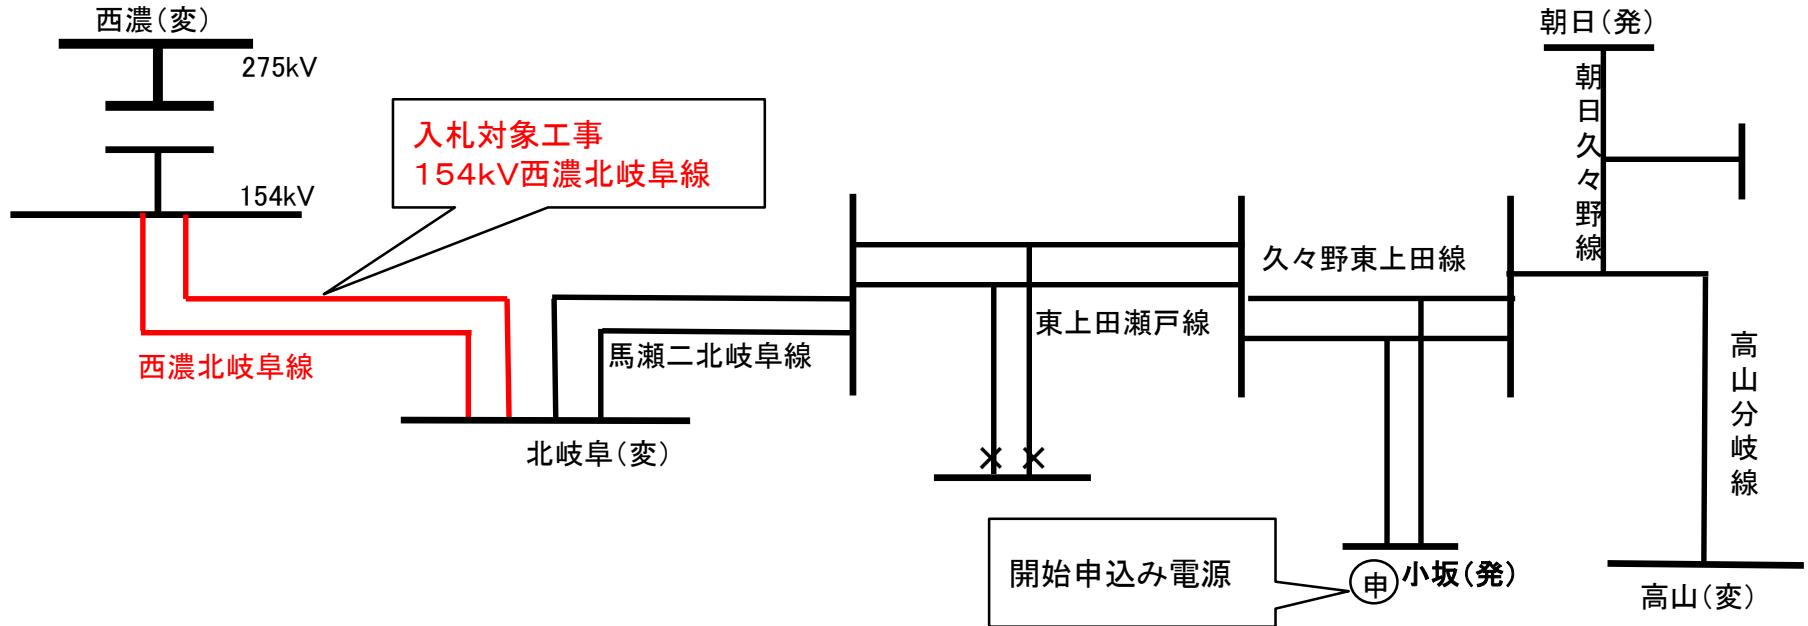 西濃(変)
275kV
154kV
入札対象工事
154kV西濃北岐阜線
西濃北岐阜線
北岐阜(変)
馬瀬二北岐阜線
東上田瀬戸線
久々野東上田線
朝日(発)
朝日久々野線
高山分岐線
高山(変)
開始申込み電源
申
小坂(発)